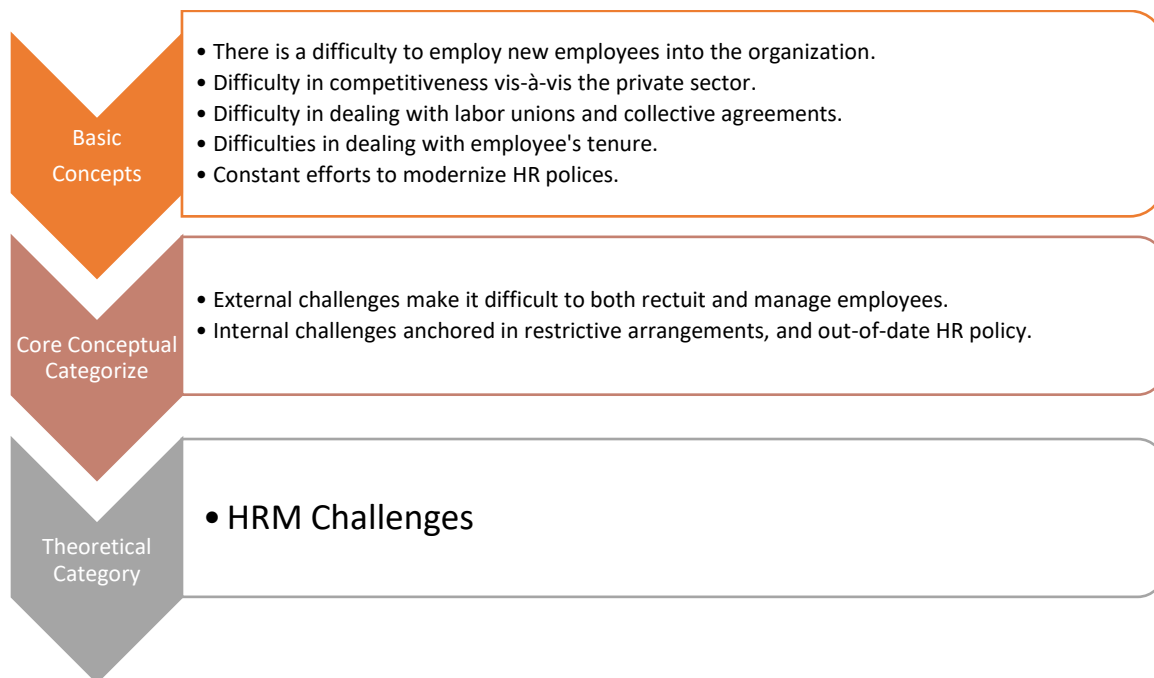 Basic
Concepts
• There is a difficulty to employ new employees into the organization.
• Difficulty in competitiveness vis-à-vis the private sector.
• Difficulty in dealing with labor unions and collective agreements.
• Difficulties in dealing with employee's tenure.
• Constant efforts to modernize HR polices.
Core Conceptual
Categorize
• External challenges make it difficult to both rectuit and manage employees.
• Internal challenges anchored in restrictive arrangements, and out-of-date HR policy.
Theoretical
Category
• HRM Challenges